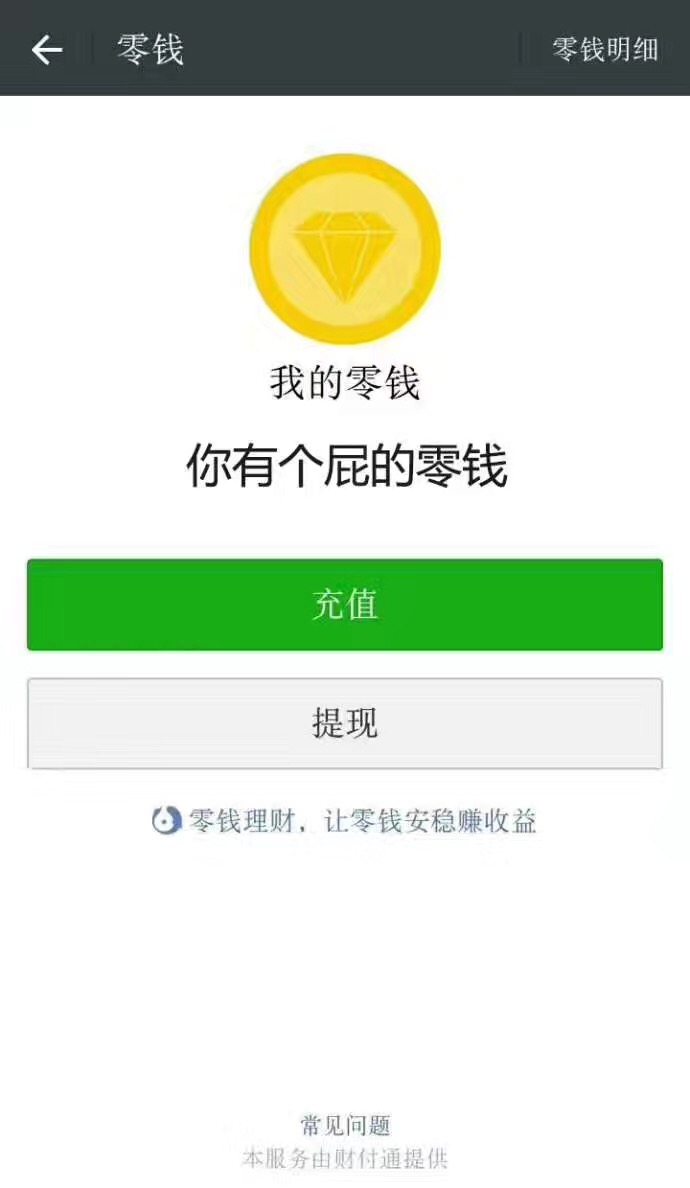 零钱
零钱明细
我的零钱
你有个屁的零钱
充值
提现
零钱理财，让零钱安稳赚收益
常见问题
本服务由财付通提供